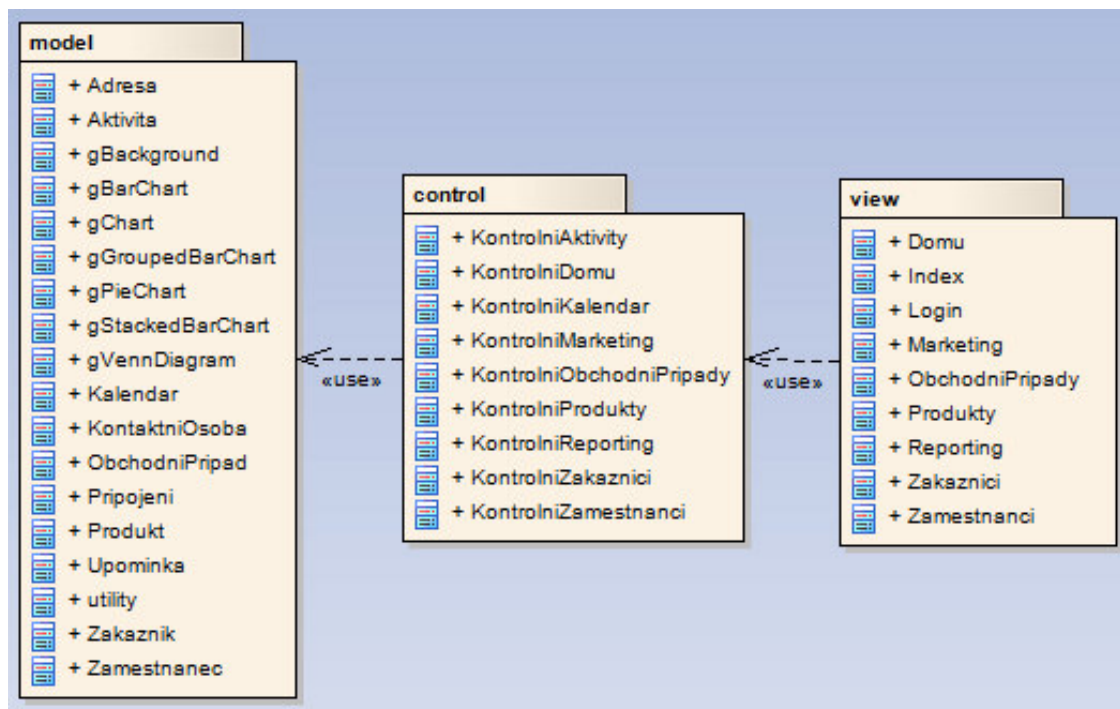 model
+ Adresa
+ Aktivita
+ gBackground
+ gBarChart
+ gChart
+ gGroupedBarChart
+ gPieChart
+ gStackedBarChart
+ gVennDiagram
+ Kalendar
+ KontaktniOsoba
+ ObchodniPripad
+ Pripojeni
+ Produkt
+ Upominka
+ utility
+ Zakaznik
+ Zamestnanec
«use»
control
+ KontrolniAktivity
+ KontrolniDomu
+ KontrolniKalendar
+ KontrolniMarketing
+ KontrolniObchodniPripady
+ KontrolniProdukty
+ KontrolniReporting
+ KontrolniZakaznici
+ KontrolniZamestnanci
«use»
view
+ Domu
+ Index
+ Login
+ Marketing
+ ObchodniPripady
+ Produkty
+ Reporting
+ Zakaznici
+ Zamestnanci